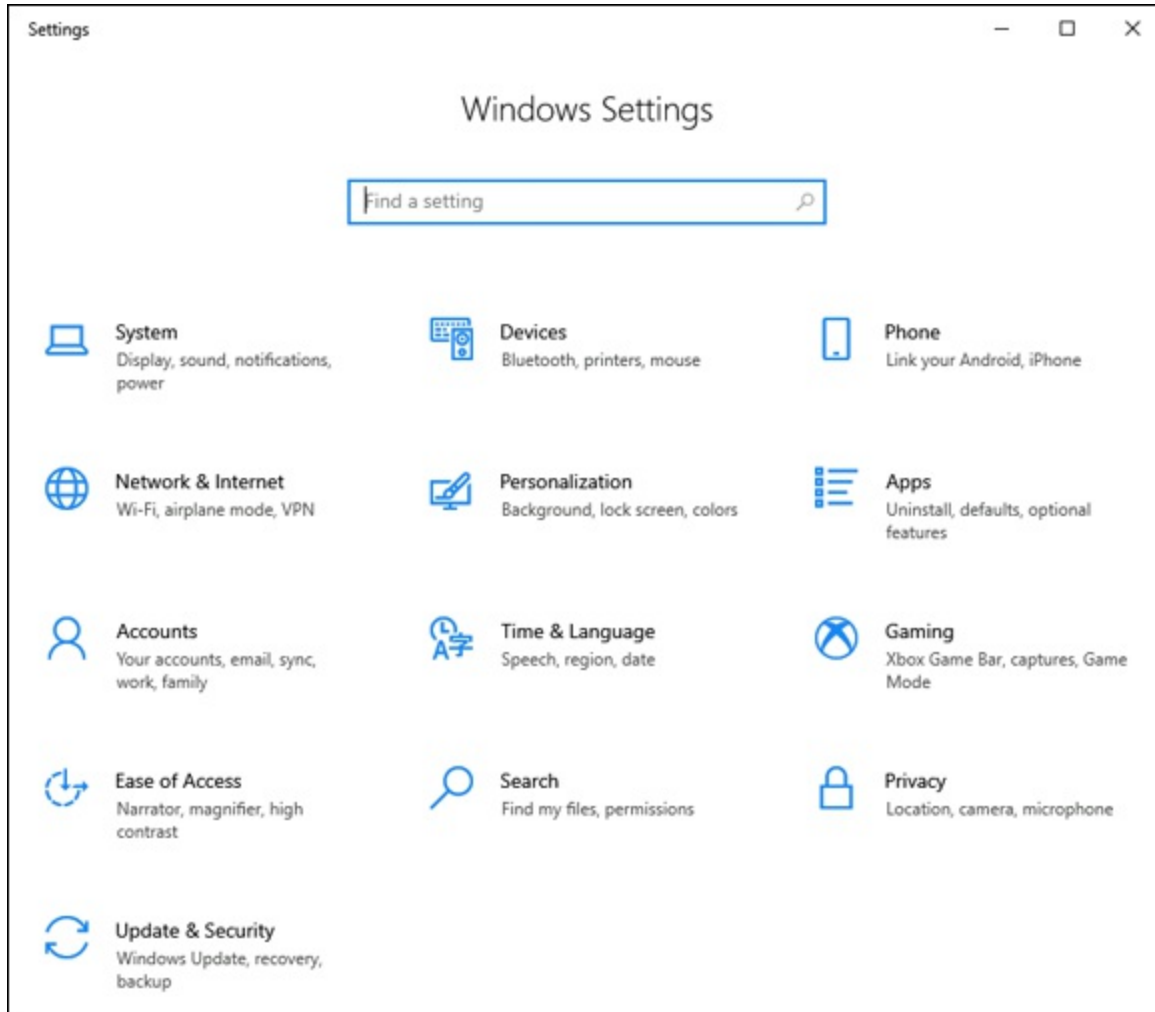 Settings
Windows Settings
Find a setting
System
Display, sound, notifications,
power
Devices
Bluetooth, printers, mouse
Phone
Link your Android, iPhone
Network & Internet
Wi-Fi, airplane mode, VPN
Personalization
Background, lock screen, colors
Apps
Uninstall, defaults, optional
features
Accounts
Your accounts, email, sync,
work, family
Time & Language
Speech, region, date
Gaming
Xbox Game Bar, captures, Game
Mode
Ease of Access
Narrator, magnifier, high
contrast
Search
Find my files, permissions
Privacy
Location, camera, microphone
Update & Security
Windows Update, recovery,
backup